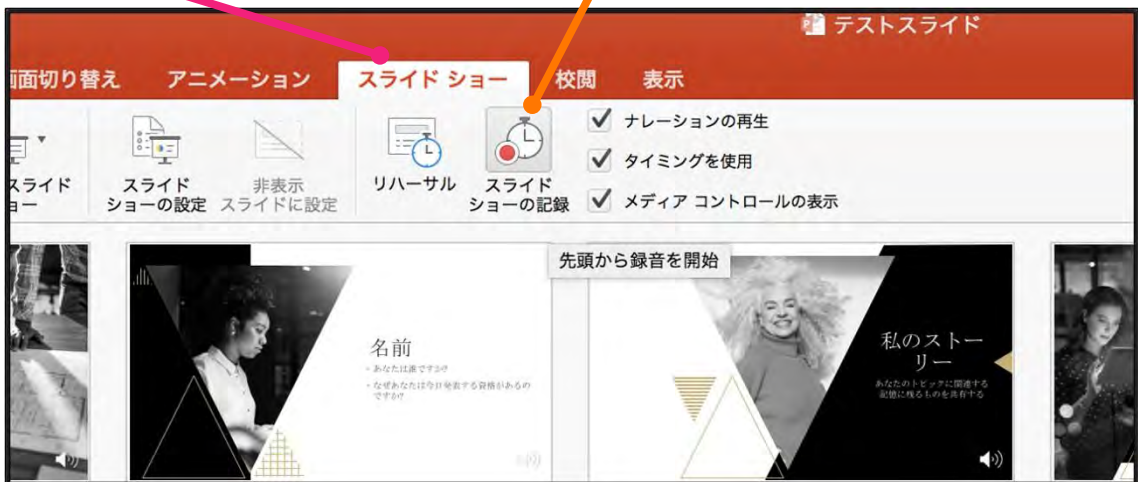 テストスライド
画面切り替え アニメーション スライド ショー 校閲 表示
スライド
ョー
スライド
ショーの設定
非表示
スライドに設定
リハーサル
スライド
ショーの記録
ナレーションの再生
タイミングを使用
メディア コントロールの表示
先頭から録音を開始
名前
・あなたは誰ですか?
・なぜあなたは今日発表する資格があるの
ですか?
私のストー
リー
あなたのトピックに関連する
記憶に残るものを共有する